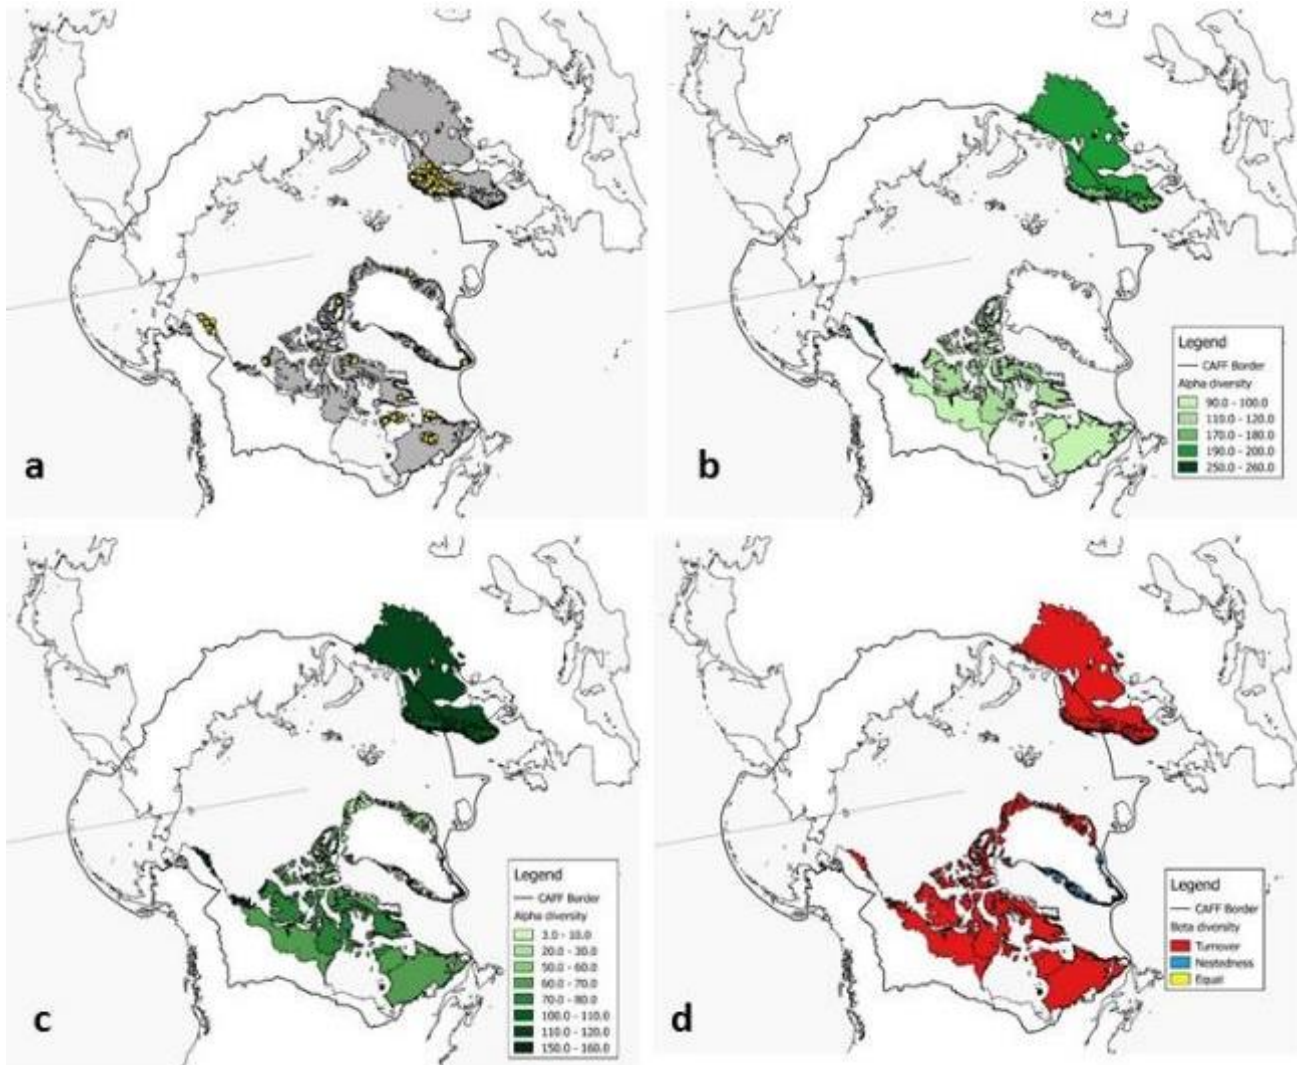 a
b
Legend
CAFF Border
Alpha diversity
90.0 - 100.0
110.0 - 120.0
170.0 - 180.0
190.0 - 200.0
250.0 - 260.0
c
Legend
CAFF Border
Alpha diversity
3.0 - 10.0
20.0 - 30.0
50.0 - 60.0
60.0 - 70.0
70.0 - 80.0
100.0 - 110.0
110.0 - 120.0
150.0 - 160.0
d
Legend
CAFF Border
Beta diversity
Turnover
Nestedness
Equal